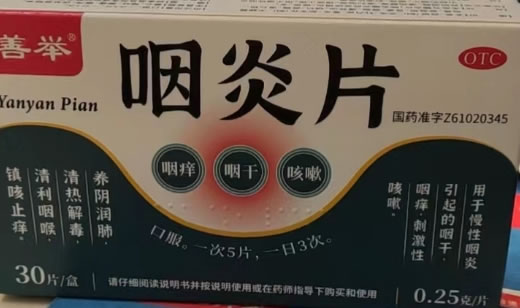 善举®
Yanyan Pian
咽炎片
OTC
国药准字Z61020345
咽痒
咽干
咳嗽
养阴润肺·
清热解毒·
清利咽喉·
镇咳止痒。
口服。一次5片，一日3次。
用于慢性咽炎
引起的咽干·
咽痒·刺激性
咳嗽。
30片/盒
请仔细阅读说明书并按说明使用或在药师指导下购买和使用
0.25克/片